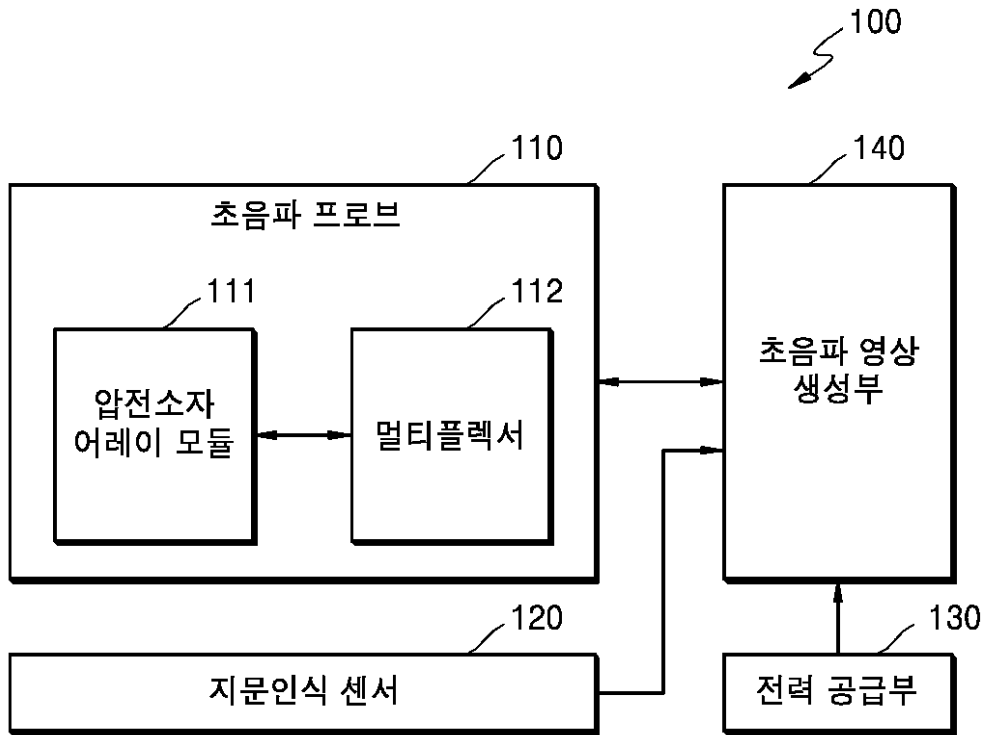 100
110
140
초음파 프로브
111
112
압전소자
어레이 모듈
멀티플렉서
초음파 영상
생성부
120
130
지문인식 센서
전력 공급부